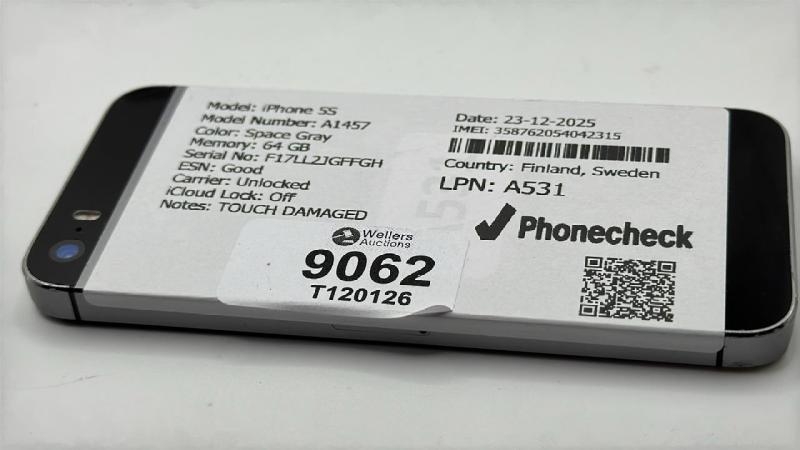 Model: iPhone 5S
Model Number: A1457
Color: Space Gray
Memory: 64 GB
Serial No: F17LL2JGFFGH
ESN: Good
Carrier: Unlocked
iCloud Lock: Off
Notes: TOUCH DAMAGED
Date: 23-12-2025
IMEI: 358762054042315
Country: Finland, Sweden
LPN: A531
Phonecheck
Wellers
Auctions
9062
T120126